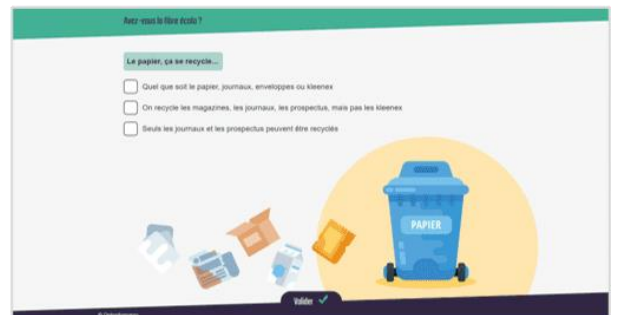 Avez-vous la fibre écolo ?
Le papier, ça se recycle...
Quel que soit le papier, journaux, enveloppes ou kleenex
On recycle les magazines, les journaux, les prospectus, mais pas les kleenex
Seuls les journaux et les prospectus peuvent être recyclés
PAPIER
Valider